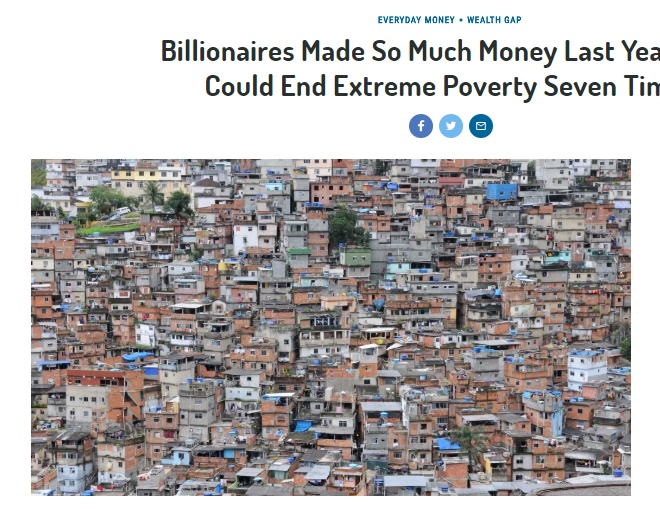 EVERYDAY MONEY • WEALTH GAP
Billionaires Made So Much Money Last Yea
Could End Extreme Poverty Seven Tim